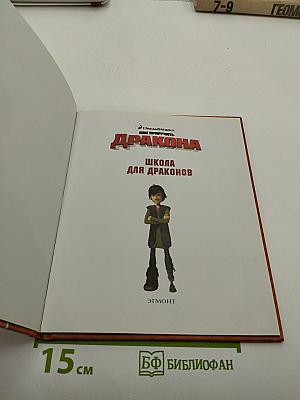 7-9
ГЕОМ
DreamWorks
КАК ПРИРУЧИТЬ
ДРАКОНА
ШКОЛА
ДЛЯ ДРАКОНОВ
ЭГМОНТ
15 см
БФ БИБЛИОФАН